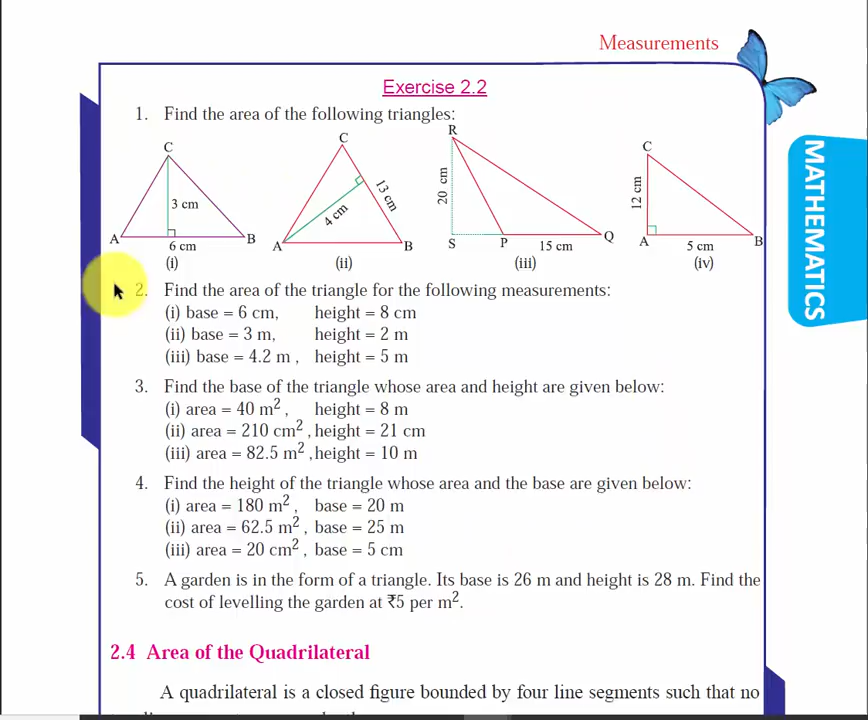 Measurements
Exercise 2.2
1. Find the area of the following triangles:
C
3 cm
A
B
6 cm
(i)
C
13 cm
4 cm
A
B
(ii)
R
20 cm
S
P
15 cm
Q
(iii)
C
12 cm
A
5 cm
B
(iv)
2. Find the area of the triangle for the following measurements:
(i) base = 6 cm, height = 8 cm
(ii) base = 3 m, height = 2 m
(iii) base = 4.2 m , height = 5 m
3. Find the base of the triangle whose area and height are given below:
(i) area = 40 m², height = 8 m
(ii) area = 210 cm² , height = 21 cm
(iii) area = 82.5 m² , height = 10 m
4. Find the height of the triangle whose area and the base are given below:
(i) area = 180 m² , base = 20 m
(ii) area = 62.5 m² , base = 25 m
(iii) area = 20 cm² , base = 5 cm
5. A garden is in the form of a triangle. Its base is 26 m and height is 28 m. Find the
cost of levelling the garden at ₹5 per m².
2.4 Area of the Quadrilateral
A quadrilateral is a closed figure bounded by four line segments such that no
MATHEMATICS